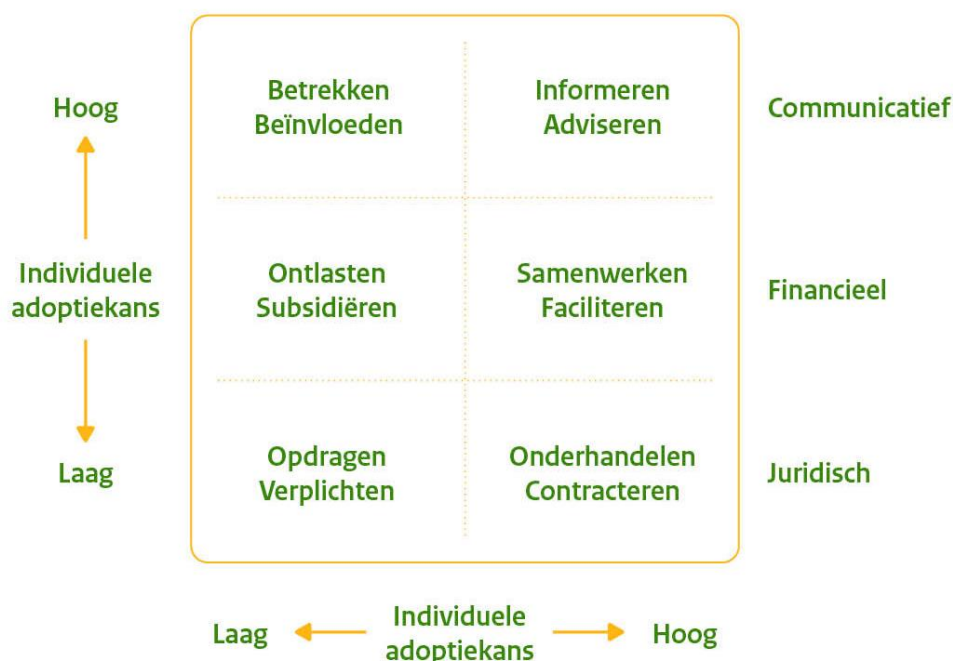 Hoog
Betrekken
Beïnvloeden
Informeren
Adviseren
Communicatief
Individuele
adoptiekans
Ontlasten
Subsidiëren
Samenwerken
Faciliteren
Financieel
Laag
Opdragen
Verplichten
Onderhandelen
Contracteren
Juridisch
Laag
Individuele
adoptiekans
Hoog